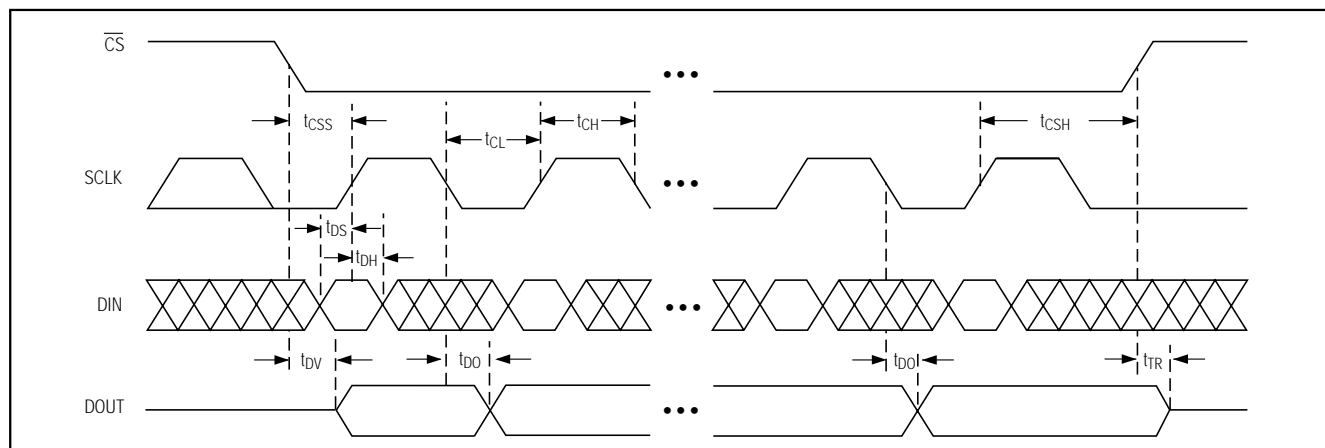 CS
tCSS
tCL
tCH
tCSH
SCLK
tDS
tDH
DIN
tDV
tDO
tDO
tTR
DOUT